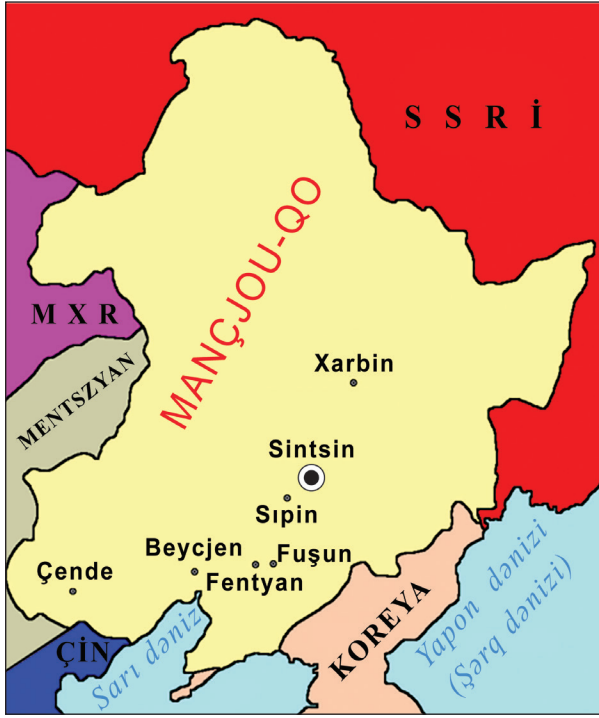 S S R İ
MANÇJOU-QO
M X R
MENTSZYAN
Xarbin
Sintsin
Sıpin
Beycjen
Fuşun
Fentyan
Çende
ÇİN
Sarı dəniz
KOREYA
Yapon dənizi
(Şərq dənizi)